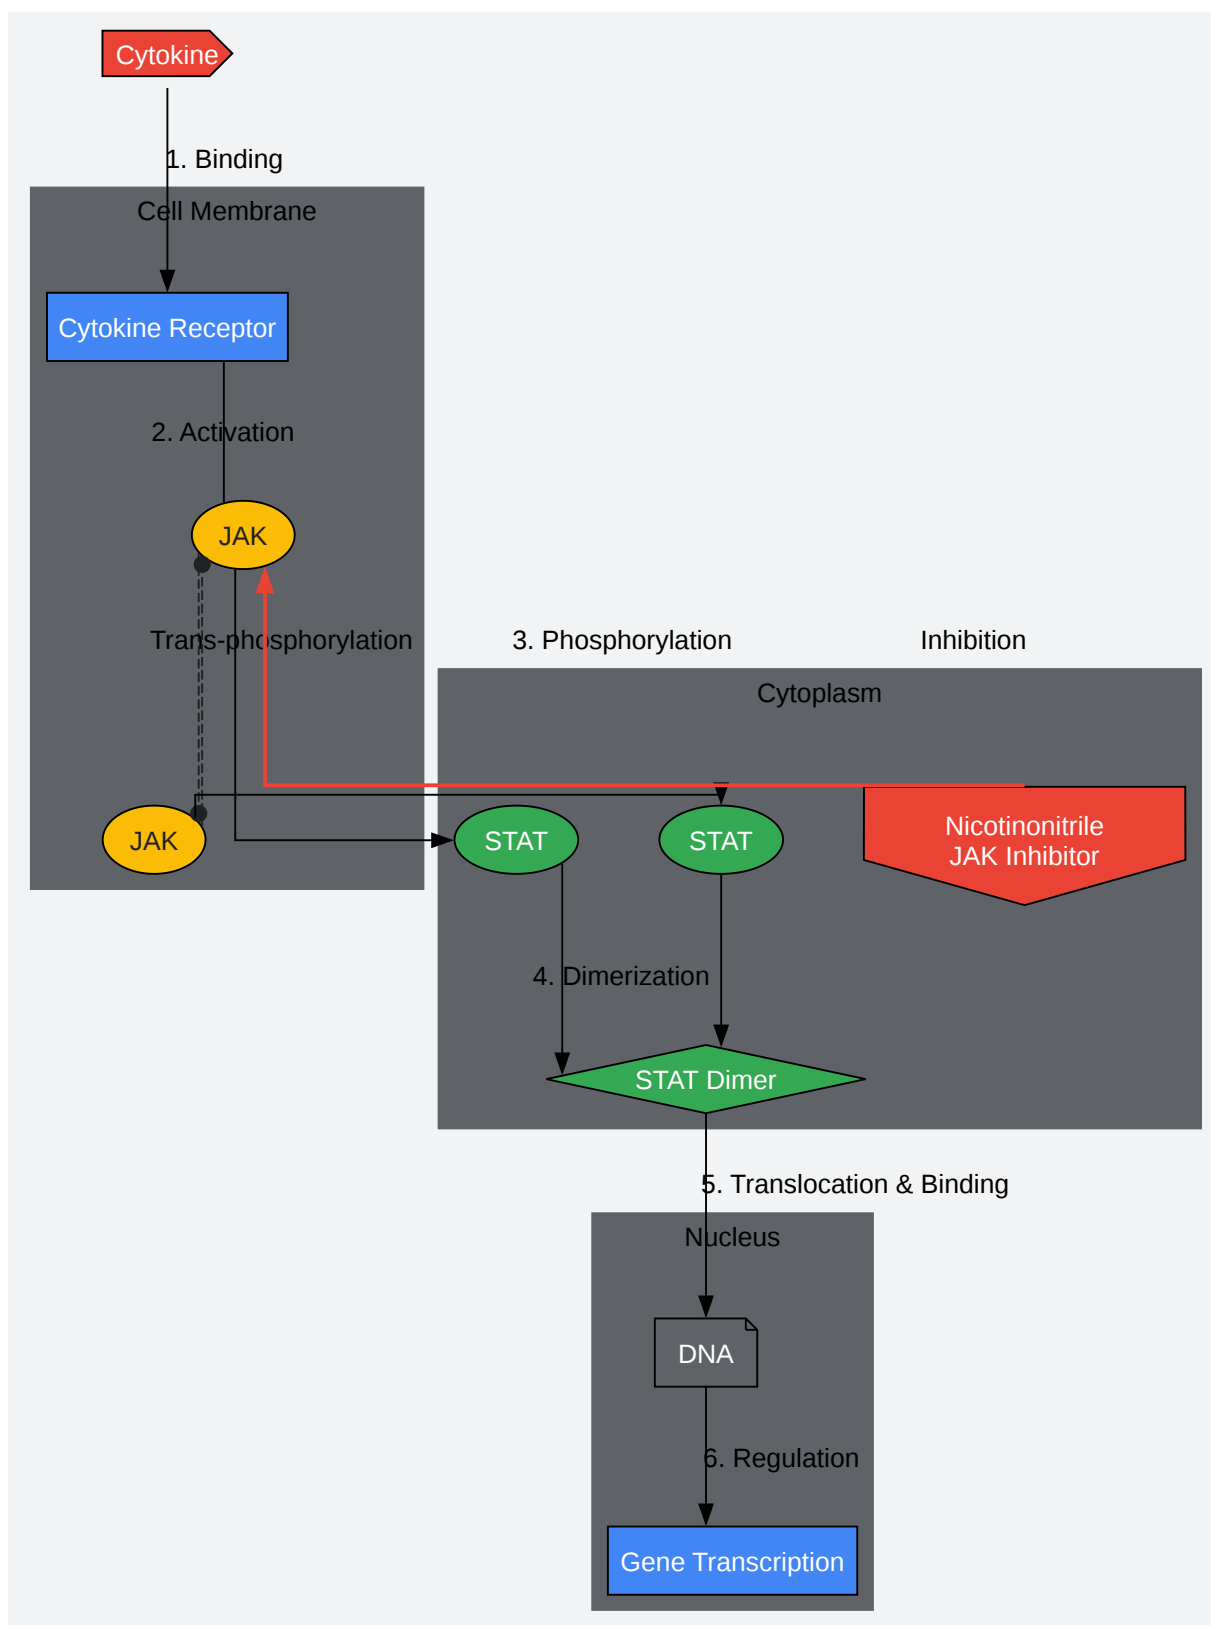 Cytokine
1. Binding
Cell Membrane
Cytokine Receptor
2. Activation
JAK
Trans-phosphorylation
3. Phosphorylation
Inhibition
Cytoplasm
JAK
STAT
STAT
Nicotinonitrile
JAK Inhibitor
4. Dimerization
STAT Dimer
5. Translocation & Binding
Nucleus
DNA
6. Regulation
Gene Transcription